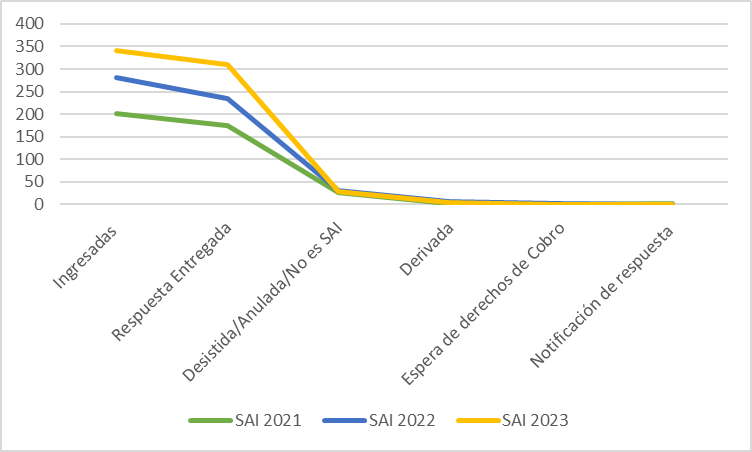 400
350
300
250
200
150
100
50
0
Ingresadas
Respuesta Entregada
Desistida/Anulada/No es SAI
Derivada
Espera de derechos de Cobro
Notificación de respuesta
SAI 2021 SAI 2022 SAI 2023